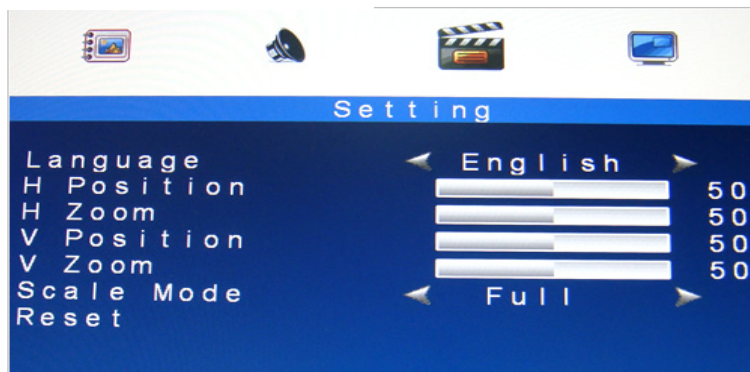 Setting
Language English
H Position 50
H Zoom 50
V Position 50
V Zoom 50
Scale Mode Full
Reset